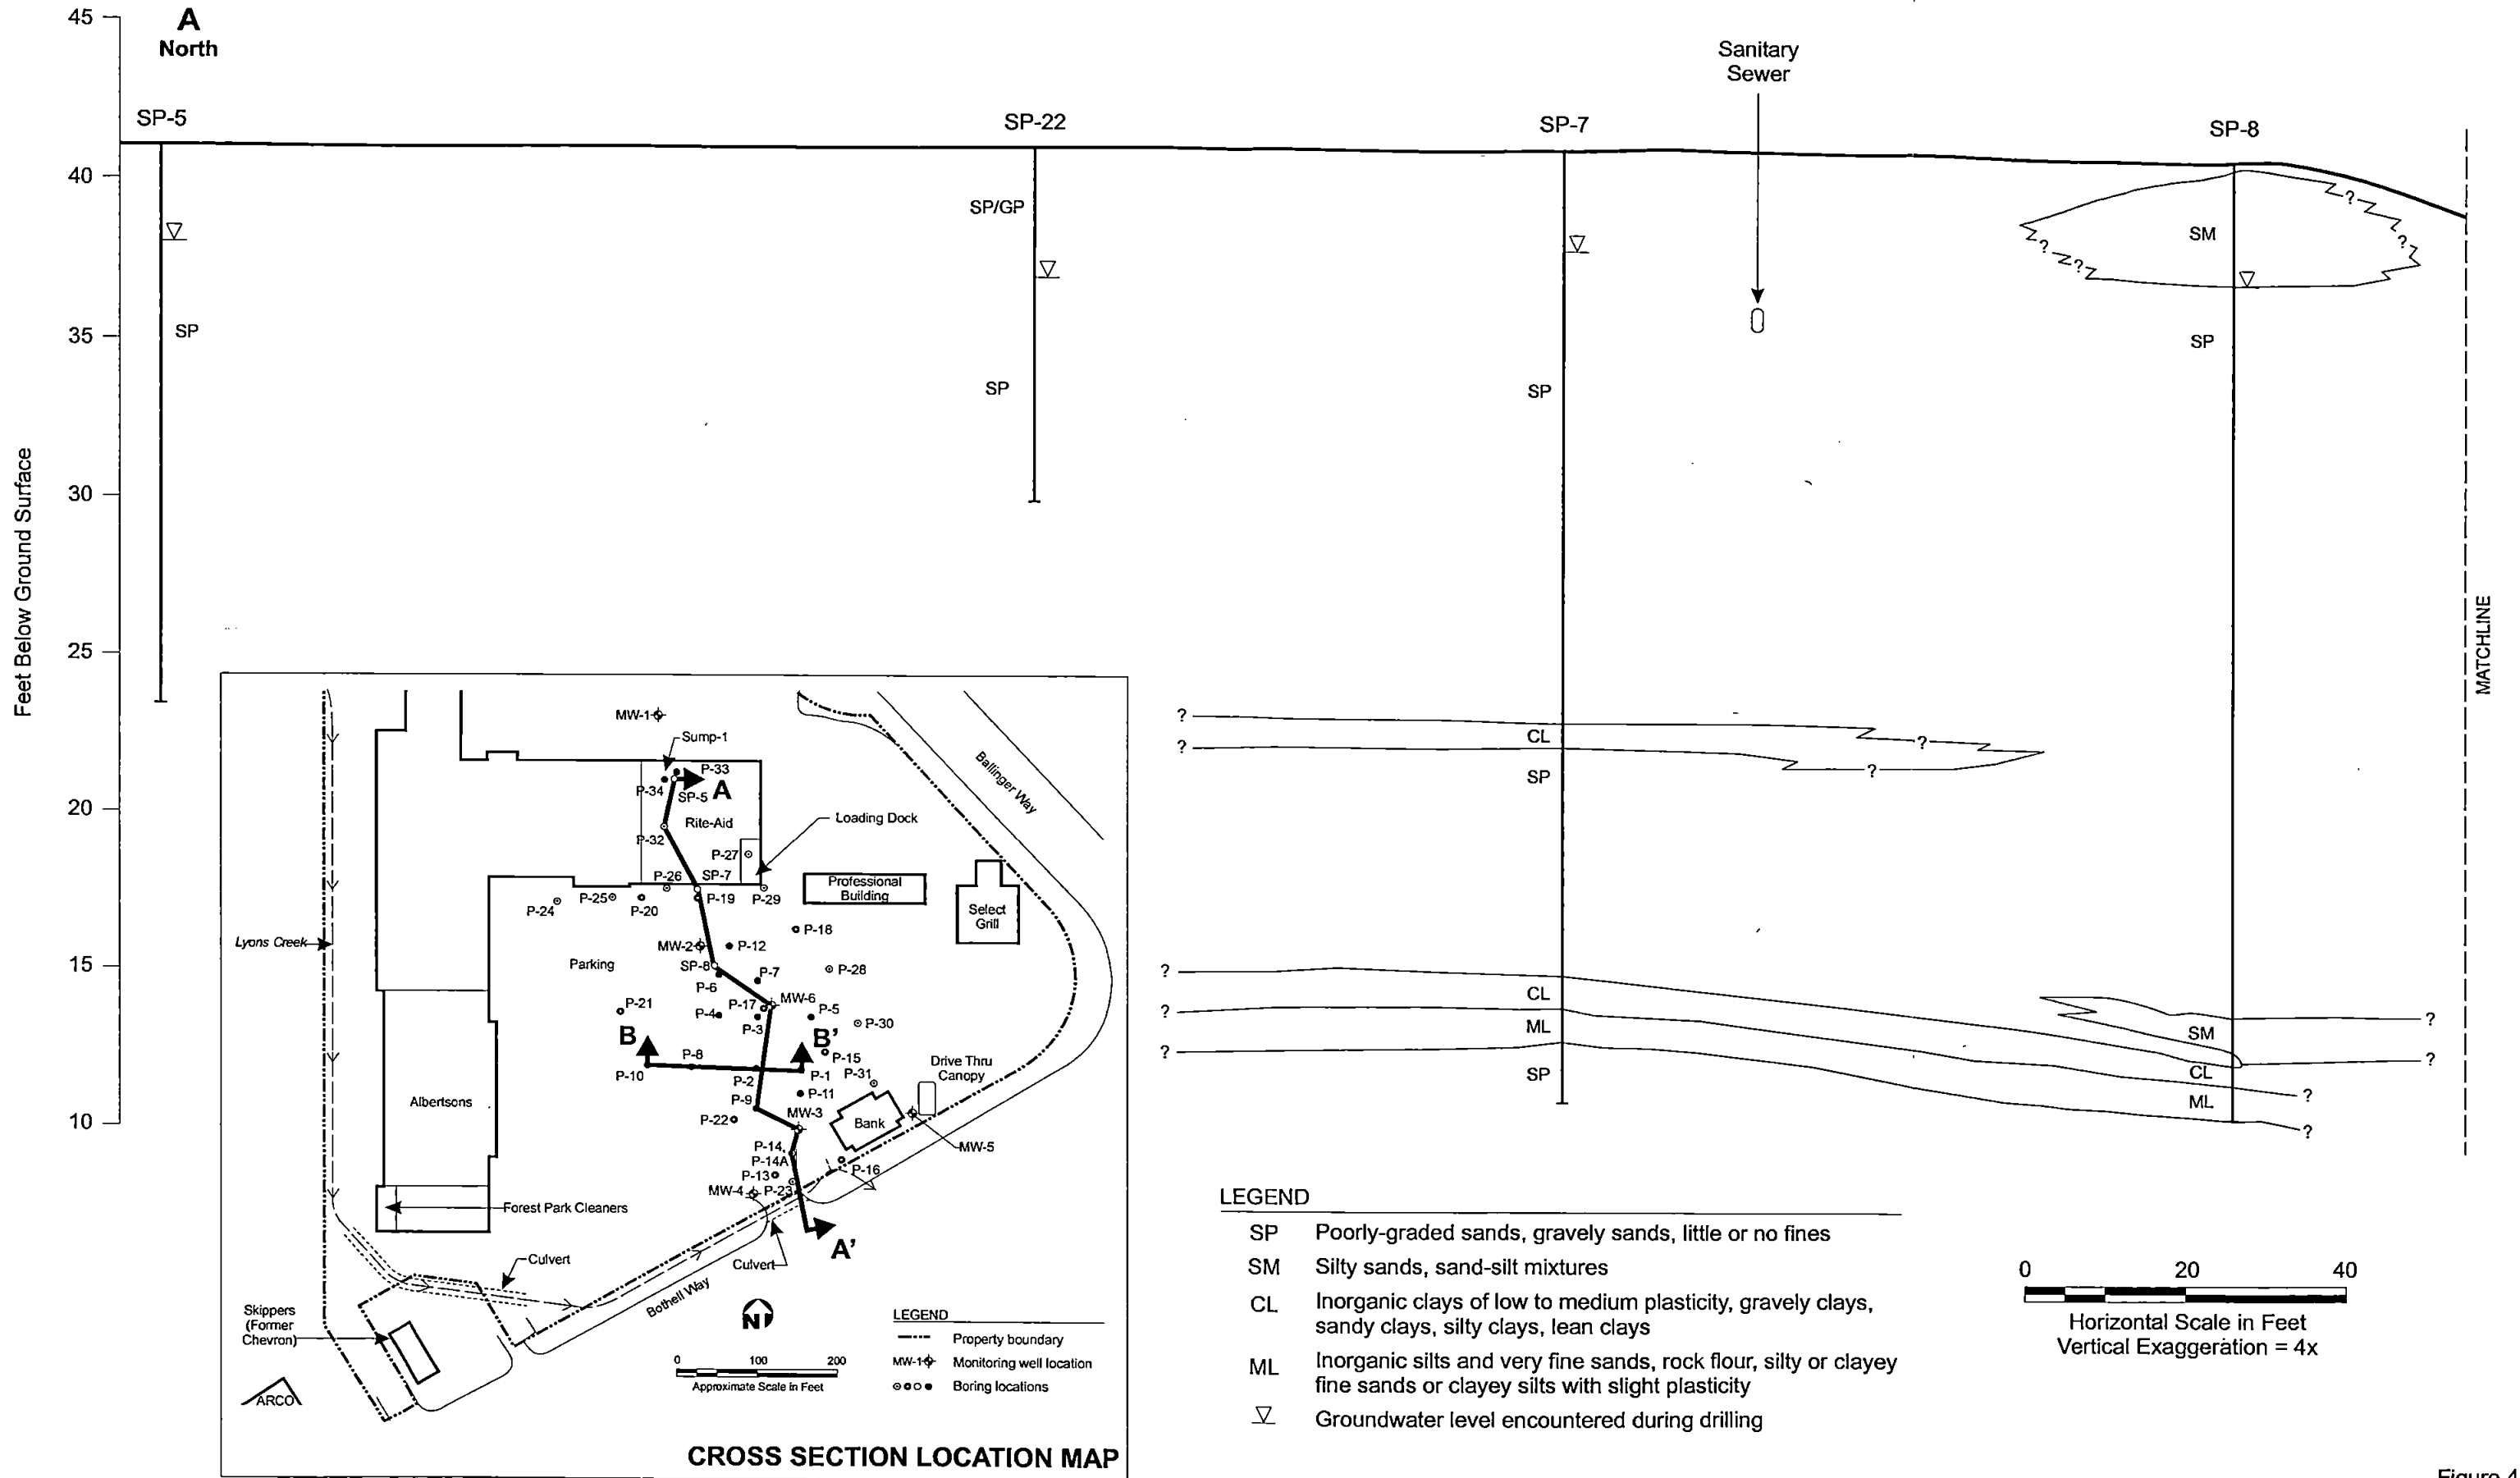 A
North
Sanitary
Sewer
SP-5
SP-22
SP-7
SP-8
45
40
35
30
25
20
15
10
Feet Below Ground Surface
SP
SP/GP
SP
SP
SM
SP
? ? ? ? ?
MATCHLINE
?
?
CL
SP
?
?
?
?
?
CL
ML
SP
SM
CL
ML
?
?
?
?
MW-1
Sump-1
P-33
P-34
SP-5
A
Rite-Aid
P-32
P-27
Loading Dock
Ballinger Way
P-26
SP-7
P-24
P-25
P-20
P-19
P-29
Professional
Building
Select
Grill
Lyons Creek
P-18
MW-2
P-12
Parking
SP-8
P-7
P-28
P-6
P-21
P-17
MW-6
P-4
P-5
P-3
P-30
B
B'
P-8
P-15
P-10
P-2
P-1
P-31
Drive Thru
Canopy
P-11
Albertsons
P-9
MW-3
P-22
Bank
MW-5
P-14
P-14A
P-13
P-16
MW-4
P-23
Forest Park Cleaners
A'
Culvert
Culvert
Bothell Way
Skippers
(Former
Chevron)
ARCO
N
0 100 200
Approximate Scale in Feet
LEGEND
Property boundary
MW-1 Monitoring well location
Boring locations
CROSS SECTION LOCATION MAP
LEGEND
SP Poorly-graded sands, gravely sands, little or no fines
SM Silty sands, sand-silt mixtures
CL Inorganic clays of low to medium plasticity, gravely clays,
sandy clays, silty clays, lean clays
ML Inorganic silts and very fine sands, rock flour, silty or clayey
fine sands or clayey silts with slight plasticity
Groundwater level encountered during drilling
0 20 40
Horizontal Scale in Feet
Vertical Exaggeration = 4x
Figure 4